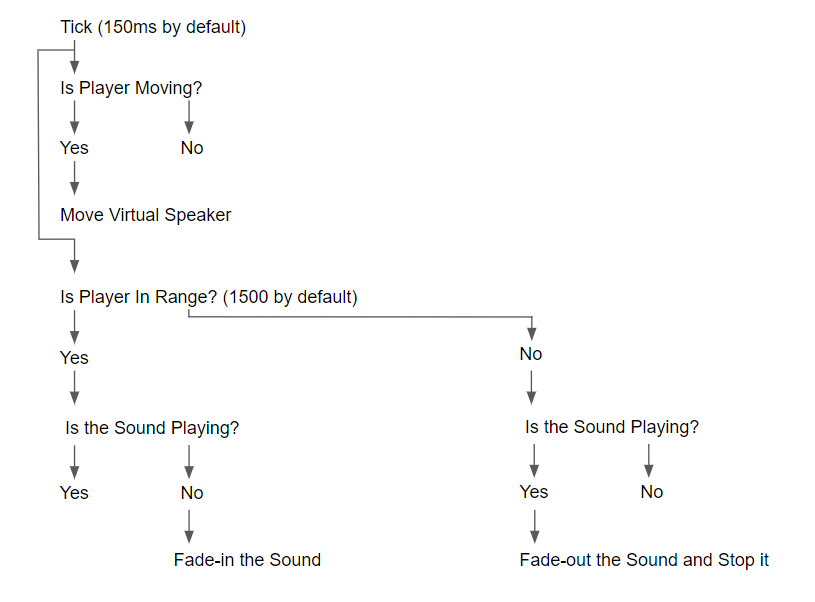 Tick (150ms by default)
Is Player Moving?
Yes
No
Move Virtual Speaker
Is Player In Range? (1500 by default)
Yes
No
Is the Sound Playing?
Is the Sound Playing?
Yes
No
Yes
No
Fade-in the Sound
Fade-out the Sound and Stop it